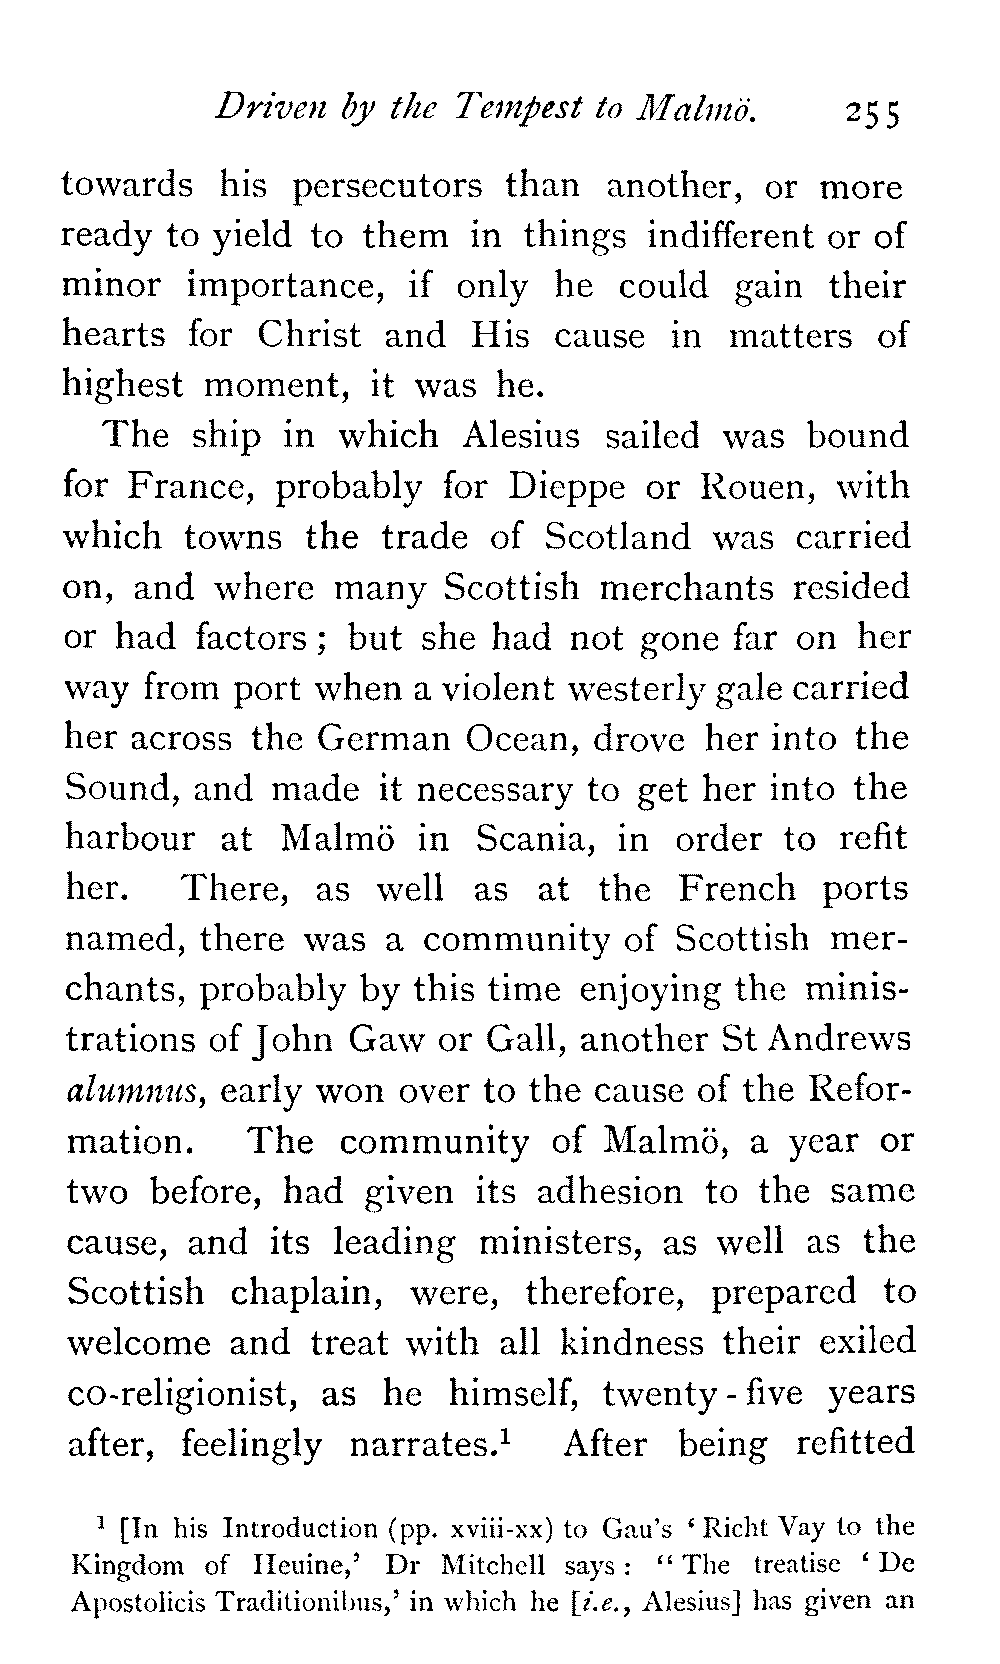 Driven by the Tempest to Malmö. 255
towards his persecutors than another, or more
ready to yield to them in things indifferent or of
minor importance, if only he could gain their
hearts for Christ and His cause in matters of
highest moment, it was he.
The ship in which Alesius sailed was bound
for France, probably for Dieppe or Rouen, with
which towns the trade of Scotland was carried
on, and where many Scottish merchants resided
or had factors ; but she had not gone far on her
way from port when a violent westerly gale carried
her across the German Ocean, drove her into the
Sound, and made it necessary to get her into the
harbour at Malmö in Scania, in order to refit
her. There, as well as at the French ports
named, there was a community of Scottish mer-
chants, probably by this time enjoying the minis-
trations of John Gaw or Gall, another St Andrews
alumnus, early won over to the cause of the Refor-
mation. The community of Malmö, a year or
two before, had given its adhesion to the same
cause, and its leading ministers, as well as the
Scottish chaplain, were, therefore, prepared to
welcome and treat with all kindness their exiled
co-religionist, as he himself, twenty-five years
after, feelingly narrates.¹ After being refitted
¹ [In his Introduction (pp. xviii-xx) to Gau's ‘Richt Vay to the
Kingdom of Heuine,’ Dr Mitchell says : “The treatise ‘De
Apostolicis Traditionibus,’ in which he [i.e., Alesius] has given an